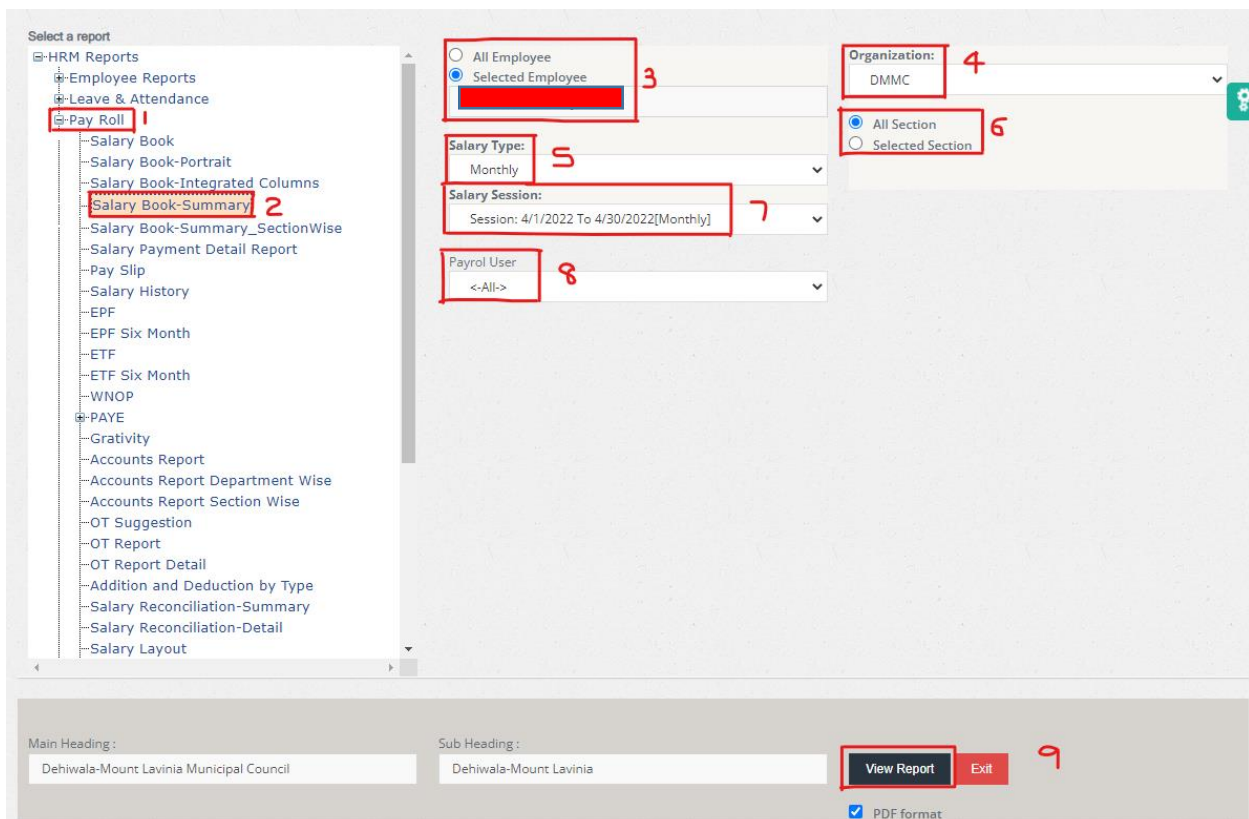 Select a report
HRM Reports
Employee Reports
Leave & Attendance
Pay Roll 1
Salary Book
Salary Book-Portrait
Salary Book-Integrated Columns
Salary Book-Summary 2
Salary Book-Summary_SectionWise
Salary Payment Detail Report
Pay Slip
Salary History
EPF
EPF Six Month
ETF
ETF Six Month
WNOP
PAYE
Grativity
Accounts Report
Accounts Report Department Wise
Accounts Report Section Wise
OT Suggestion
OT Report
OT Report Detail
Addition and Deduction by Type
Salary Reconciliation-Summary
Salary Reconciliation-Detail
Salary Layout
All Employee
Selected Employee 3
Salary Type: 5
Monthly
Salary Session:
Session: 4/1/2022 To 4/30/2022[Monthly] 7
Payrol User 8
<-All->
Organization: 4
DMMC
All Section 6
Selected Section
Main Heading :
Dehiwala-Mount Lavinia Municipal Council
Sub Heading :
Dehiwala-Mount Lavinia
View Report Exit 9
PDF format